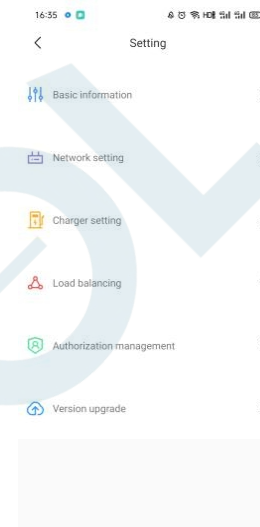 16:35
Setting
Basic information
Network setting
Charger setting
Load balancing
Authorization management
Version upgrade